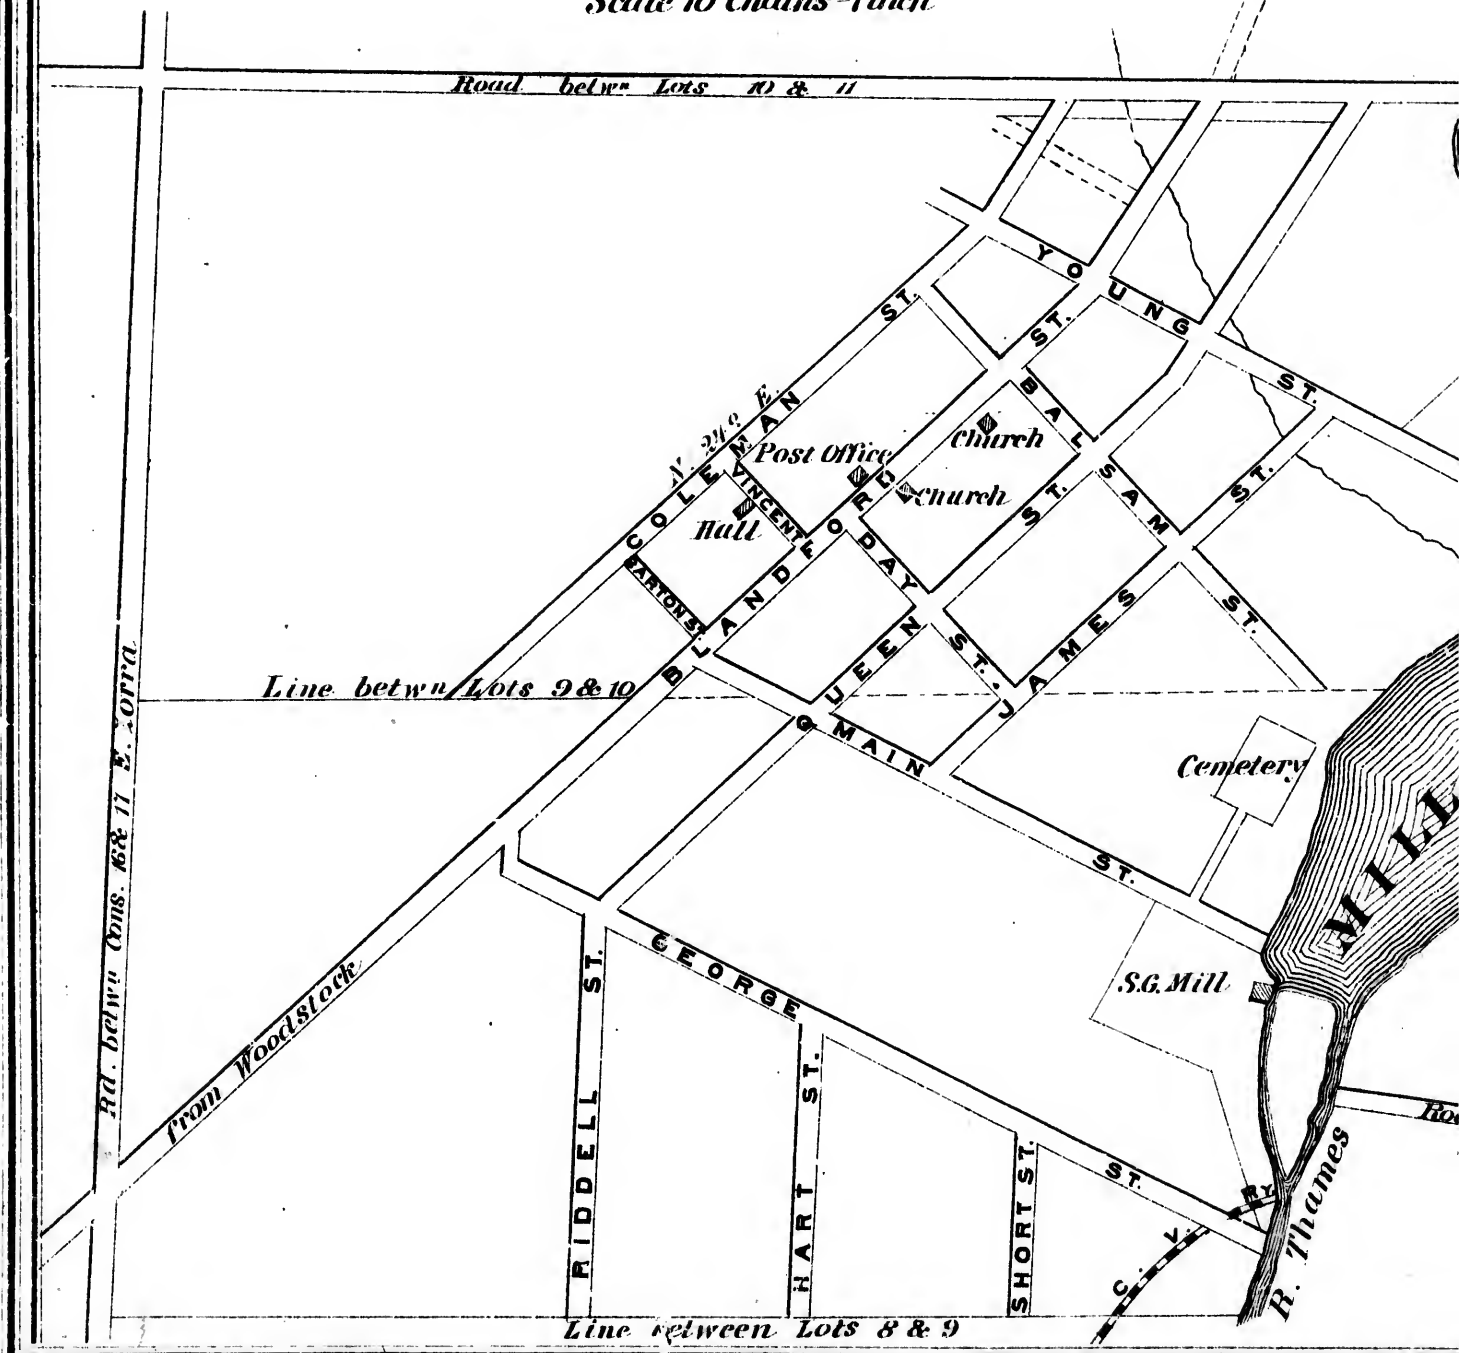 Scale 10 Chains = 1 inch
Road betwn Lots 10 & 11
YOUNG ST.
ST.
ST.
N. 24° E.
COLEMAN
BALSAM ST.
Church
Post Office
VINCENT
Church
ST.
ST.
Hall
BLANDFORD
DAY ST.
BARTON ST.
QUEEN
JAMES
Line betwn Lots 9 & 10
Rd. betwn Cons. 16 & 17 E. Zorra
MAIN ST.
Cemetery
MILL
S.G. Mill
from Woodstock
GEORGE ST.
RIDDELL ST.
HART ST.
SHORT ST.
C. V. RY.
R. Thames
Line between Lots 8 & 9